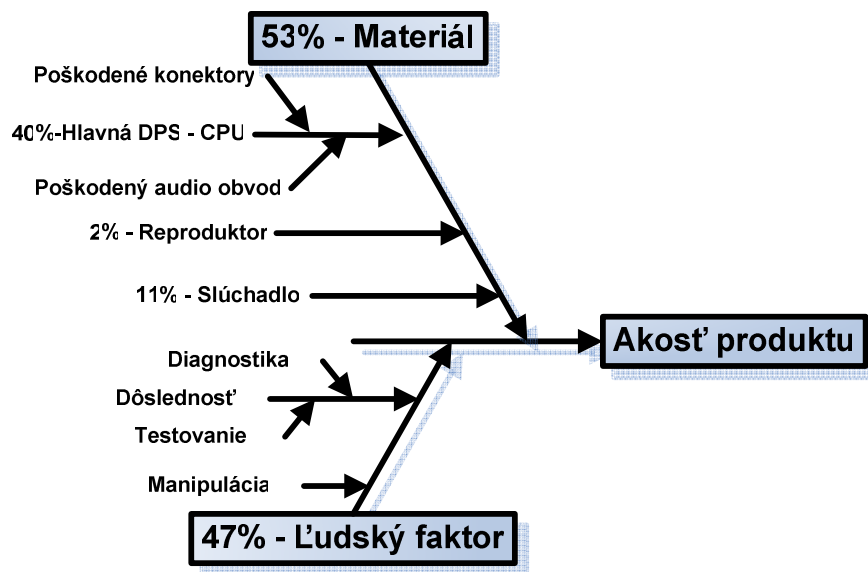 53% - Materiál
Poškodené konektory
40%-Hlavná DPS - CPU
Poškodený audio obvod
2% - Reproduktor
11% - Slúchadlo
Akosť produktu
Diagnostika
Dôslednosť
Testovanie
Manipulácia
47% - Ľudský faktor